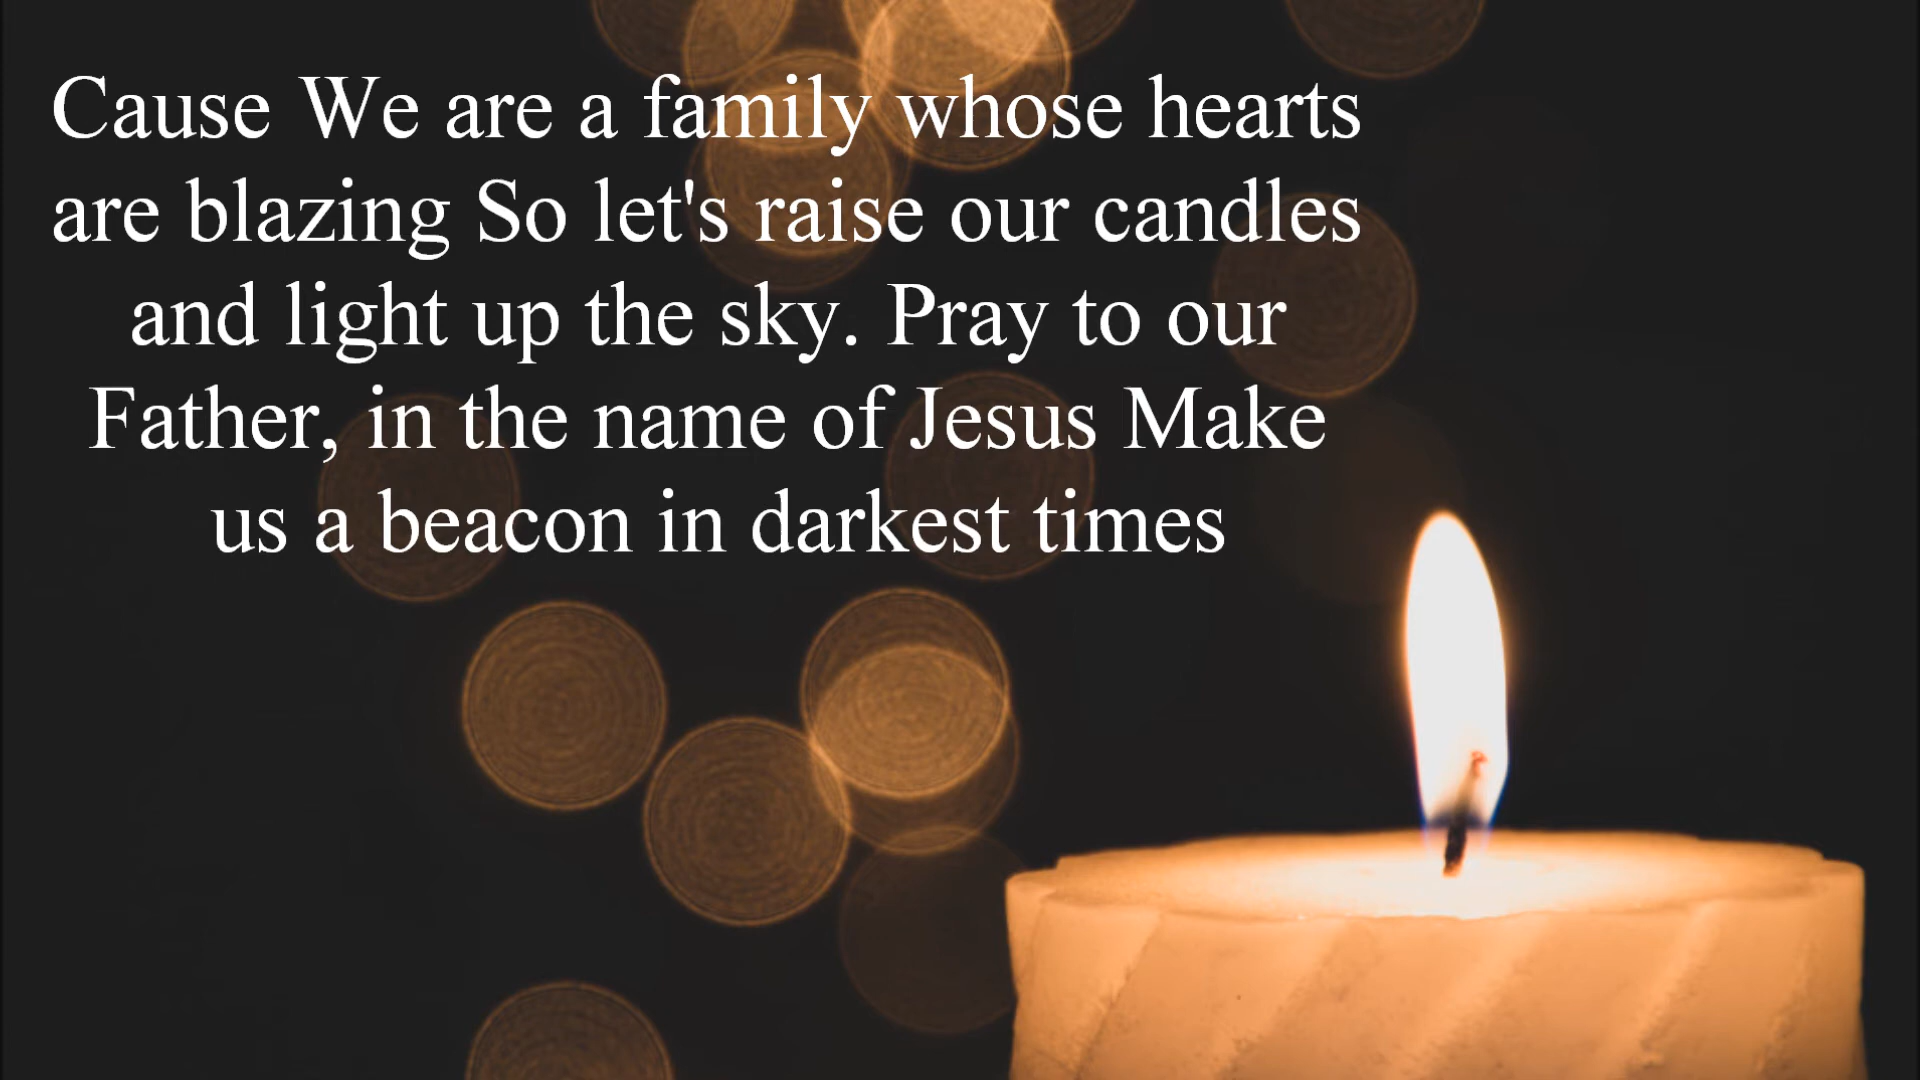 Cause We are a family whose hearts
are blazing So let's raise our candles
and light up the sky. Pray to our
Father, in the name of Jesus Make
us a beacon in darkest times